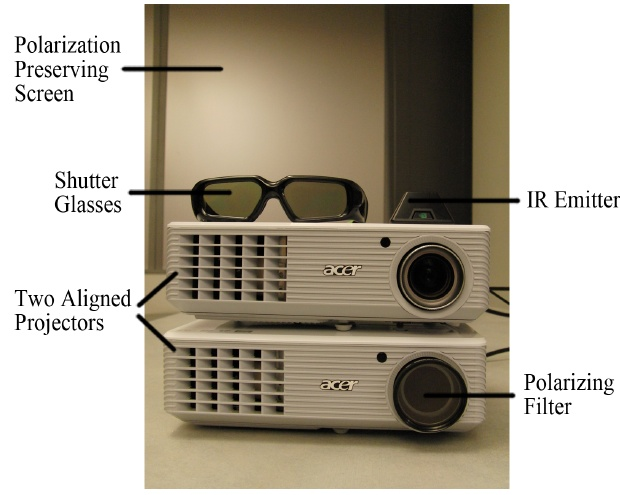 Polarization
Preserving
Screen
Shutter
Glasses
IR Emitter
acer
Two Aligned
Projectors
acer
Polarizing
Filter